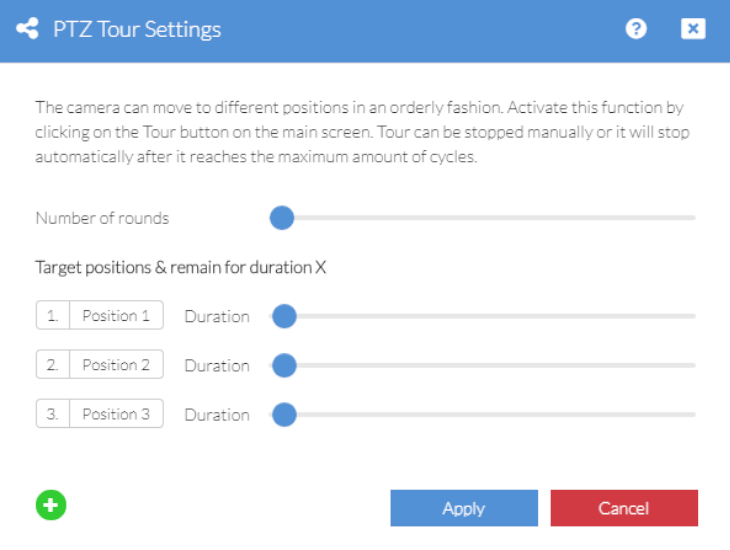 PTZ Tour Settings
The camera can move to different positions in an orderly fashion. Activate this function by
clicking on the Tour button on the main screen. Tour can be stopped manually or it will stop
automatically after it reaches the maximum amount of cycles.
Number of rounds
Target positions & remain for duration X
1. Position 1 Duration
2. Position 2 Duration
3. Position 3 Duration
Apply Cancel